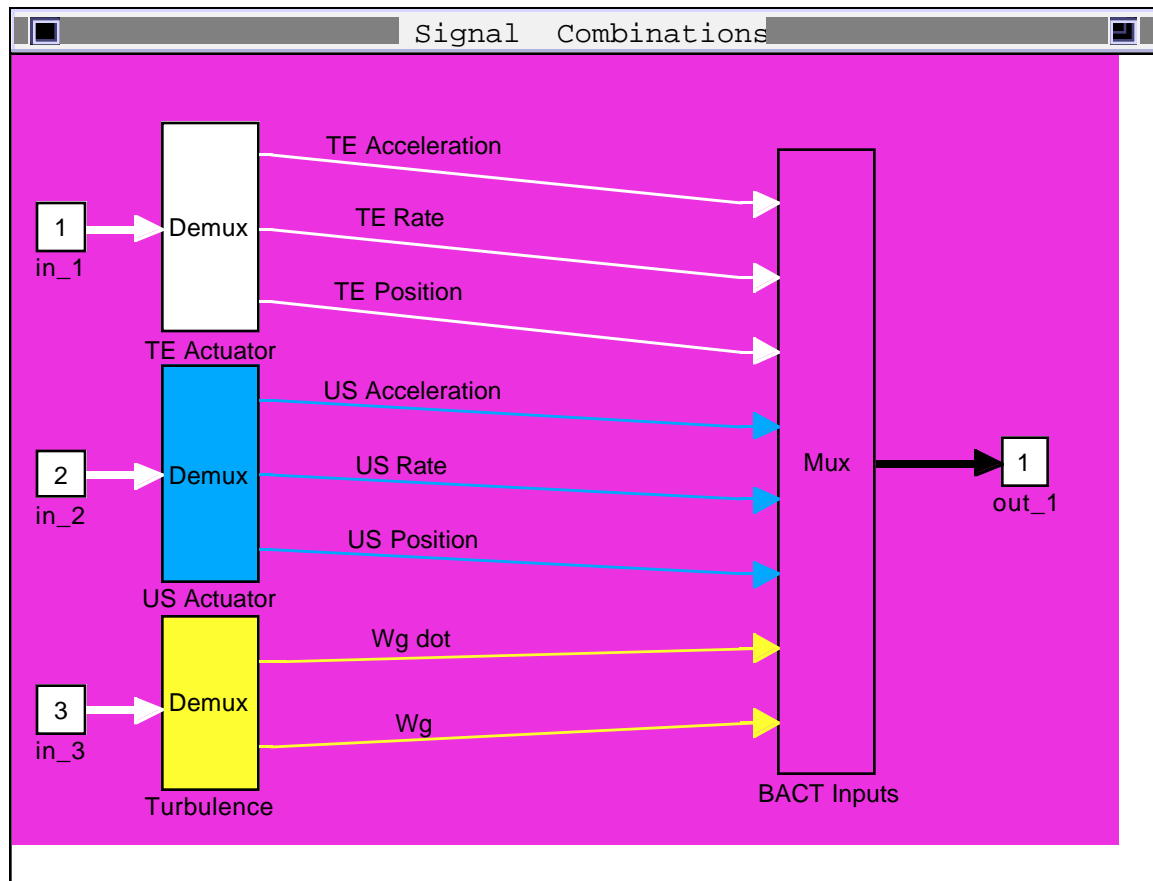 Signal Combinations
TE Acceleration
1
Demux
TE Rate
in_1
TE Position
TE Actuator
US Acceleration
2
Demux
US Rate
Mux
1
in_2
out_1
US Position
US Actuator
Wg dot
3
Demux
Wg
in_3
Turbulence
BACT Inputs